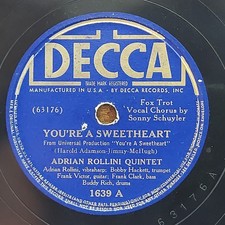 DECCA
TRADE MARK REGISTERED
MANUFACTURED IN U.S.A. BY DECCA RECORDS, INC.
(63176)
Fox Trot
Vocal Chorus by
Sonny Schuyler
YOU'RE A SWEETHEART
From Universal Production "You're A Sweetheart"
(Harold Adamson-Jimmy McHugh)
ADRIAN ROLLINI QUINTET
Adrian Rollini, vibraharp; Bobby Hackett, trumpet
Frank Victor, guitar; Frank Clark, bass
Buddy Rich, drums
1639 A
63176A